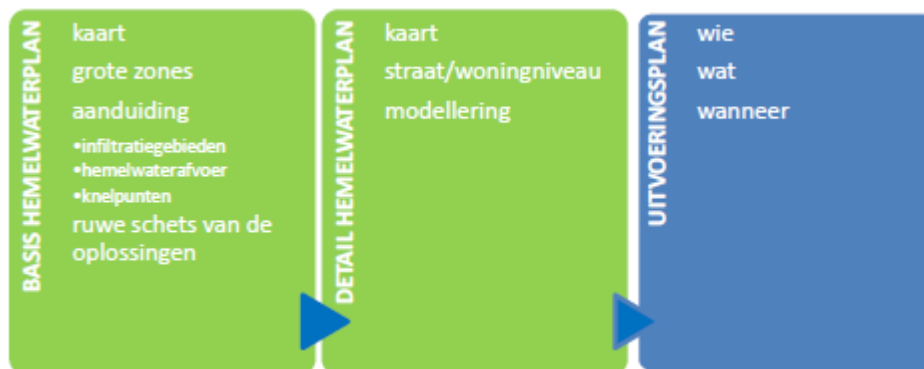 BASIS HEMELWATERPLAN
kaart
grote zones
aanduiding
•infiltratiegebieden
•hemelwaterafvoer
•knelpunten
ruwe schets van de
oplossingen
DETAIL HEMELWATERPLAN
kaart
straat/woningniveau
modellering
UITVOERINGSPLAN
wie
wat
wanneer